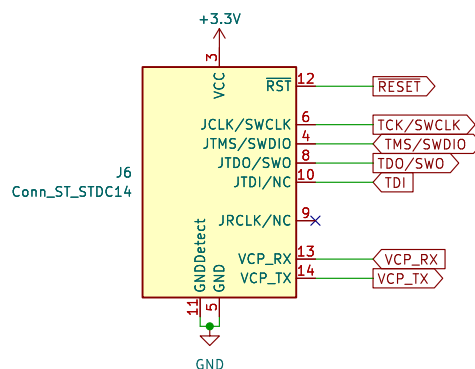 +3.3V
3
VCC
RST 12 RESET
JCLK/SWCLK 6 TCK/SWCLK
JTMS/SWDIO 4 TMS/SWDIO
J6
JTDO/SWO 8 TDO/SWO
Conn_ST_STDC14
JTDI/NC 10 TDI
JRCLK/NC 9
GNDDetect
GND
VCP_RX 13 VCP_RX
VCP_TX 14 VCP_TX
11
5
GND